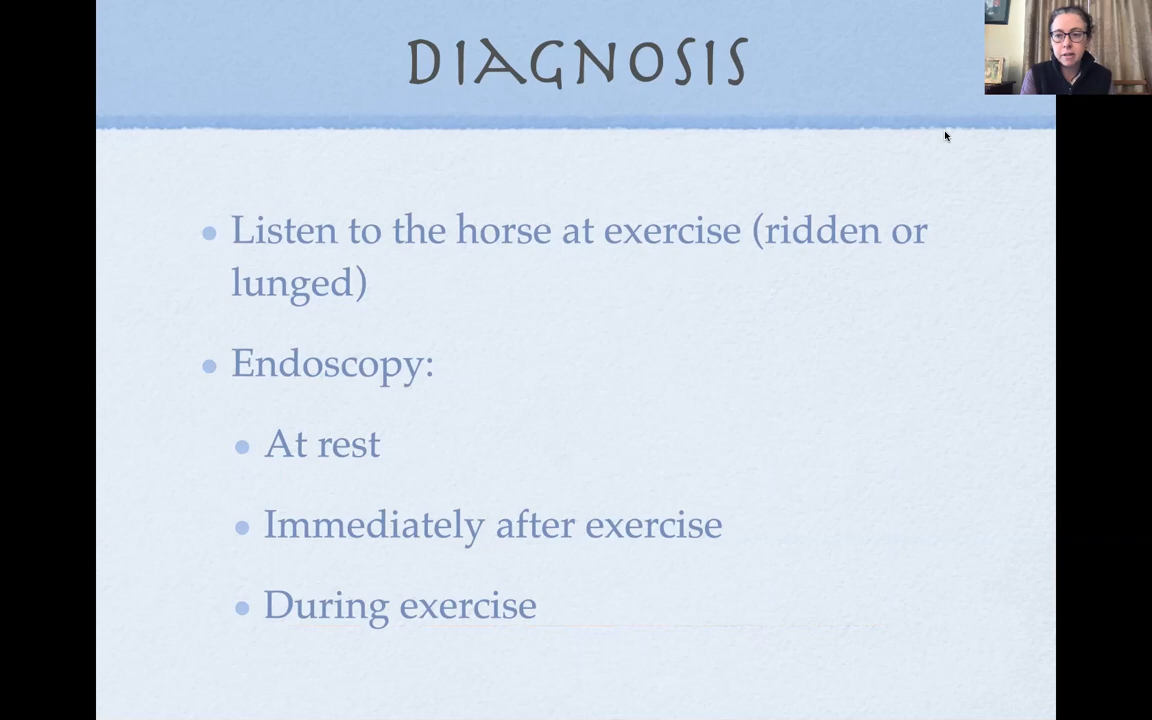 DIAGNOSIS
• Listen to the horse at exercise (ridden or
lunged)
• Endoscopy:
• At rest
• Immediately after exercise
• During exercise